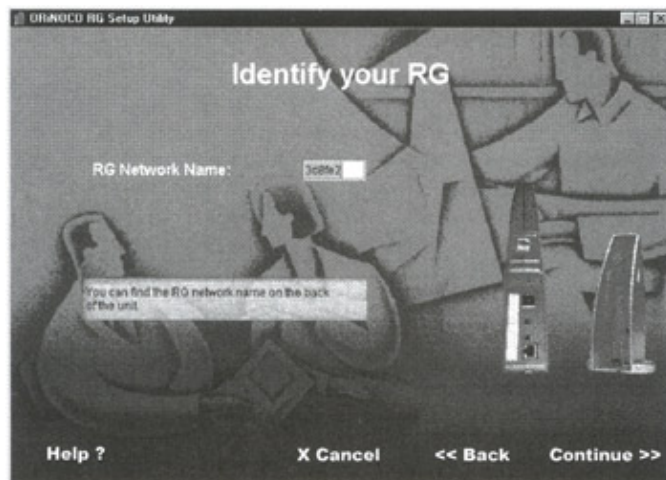 ORiNOCO RG Setup Utility
Identify your RG
RG Network Name:
3c8fe2
You can find the RG network name on the back
of the unit.
Help ?
X Cancel
<< Back
Continue >>